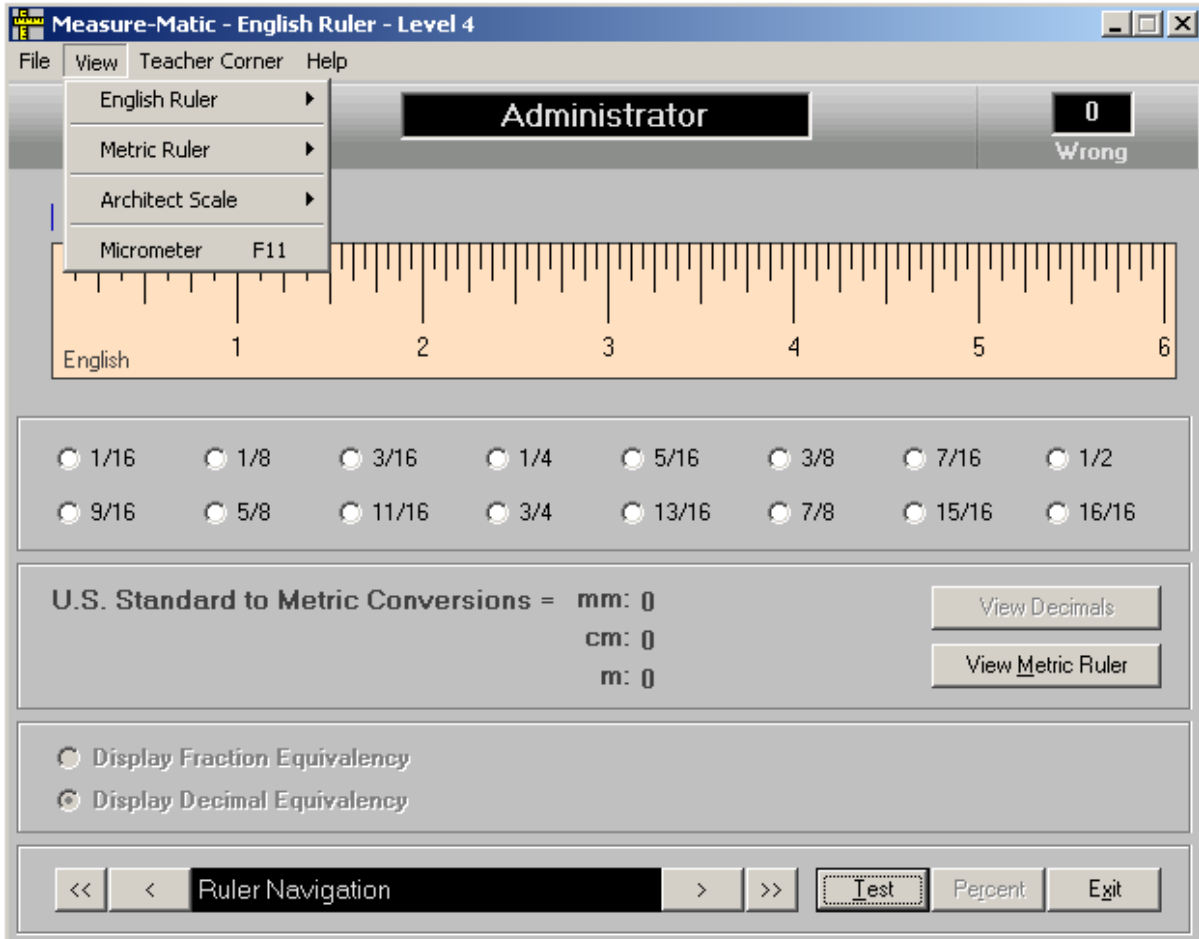 Measure-Matic - English Ruler - Level 4
File View Teacher Corner Help
English Ruler
Metric Ruler
Architect Scale
Micrometer F11
Administrator
0
Wrong
1 2 3 4 5 6
English
1/16 1/8 3/16 1/4 5/16 3/8 7/16 1/2
9/16 5/8 11/16 3/4 13/16 7/8 15/16 16/16
U.S. Standard to Metric Conversions = mm: 0
cm: 0
m: 0
View Decimals
View Metric Ruler
Display Fraction Equivalency
Display Decimal Equivalency
<< < Ruler Navigation > >> Test Percent Exit